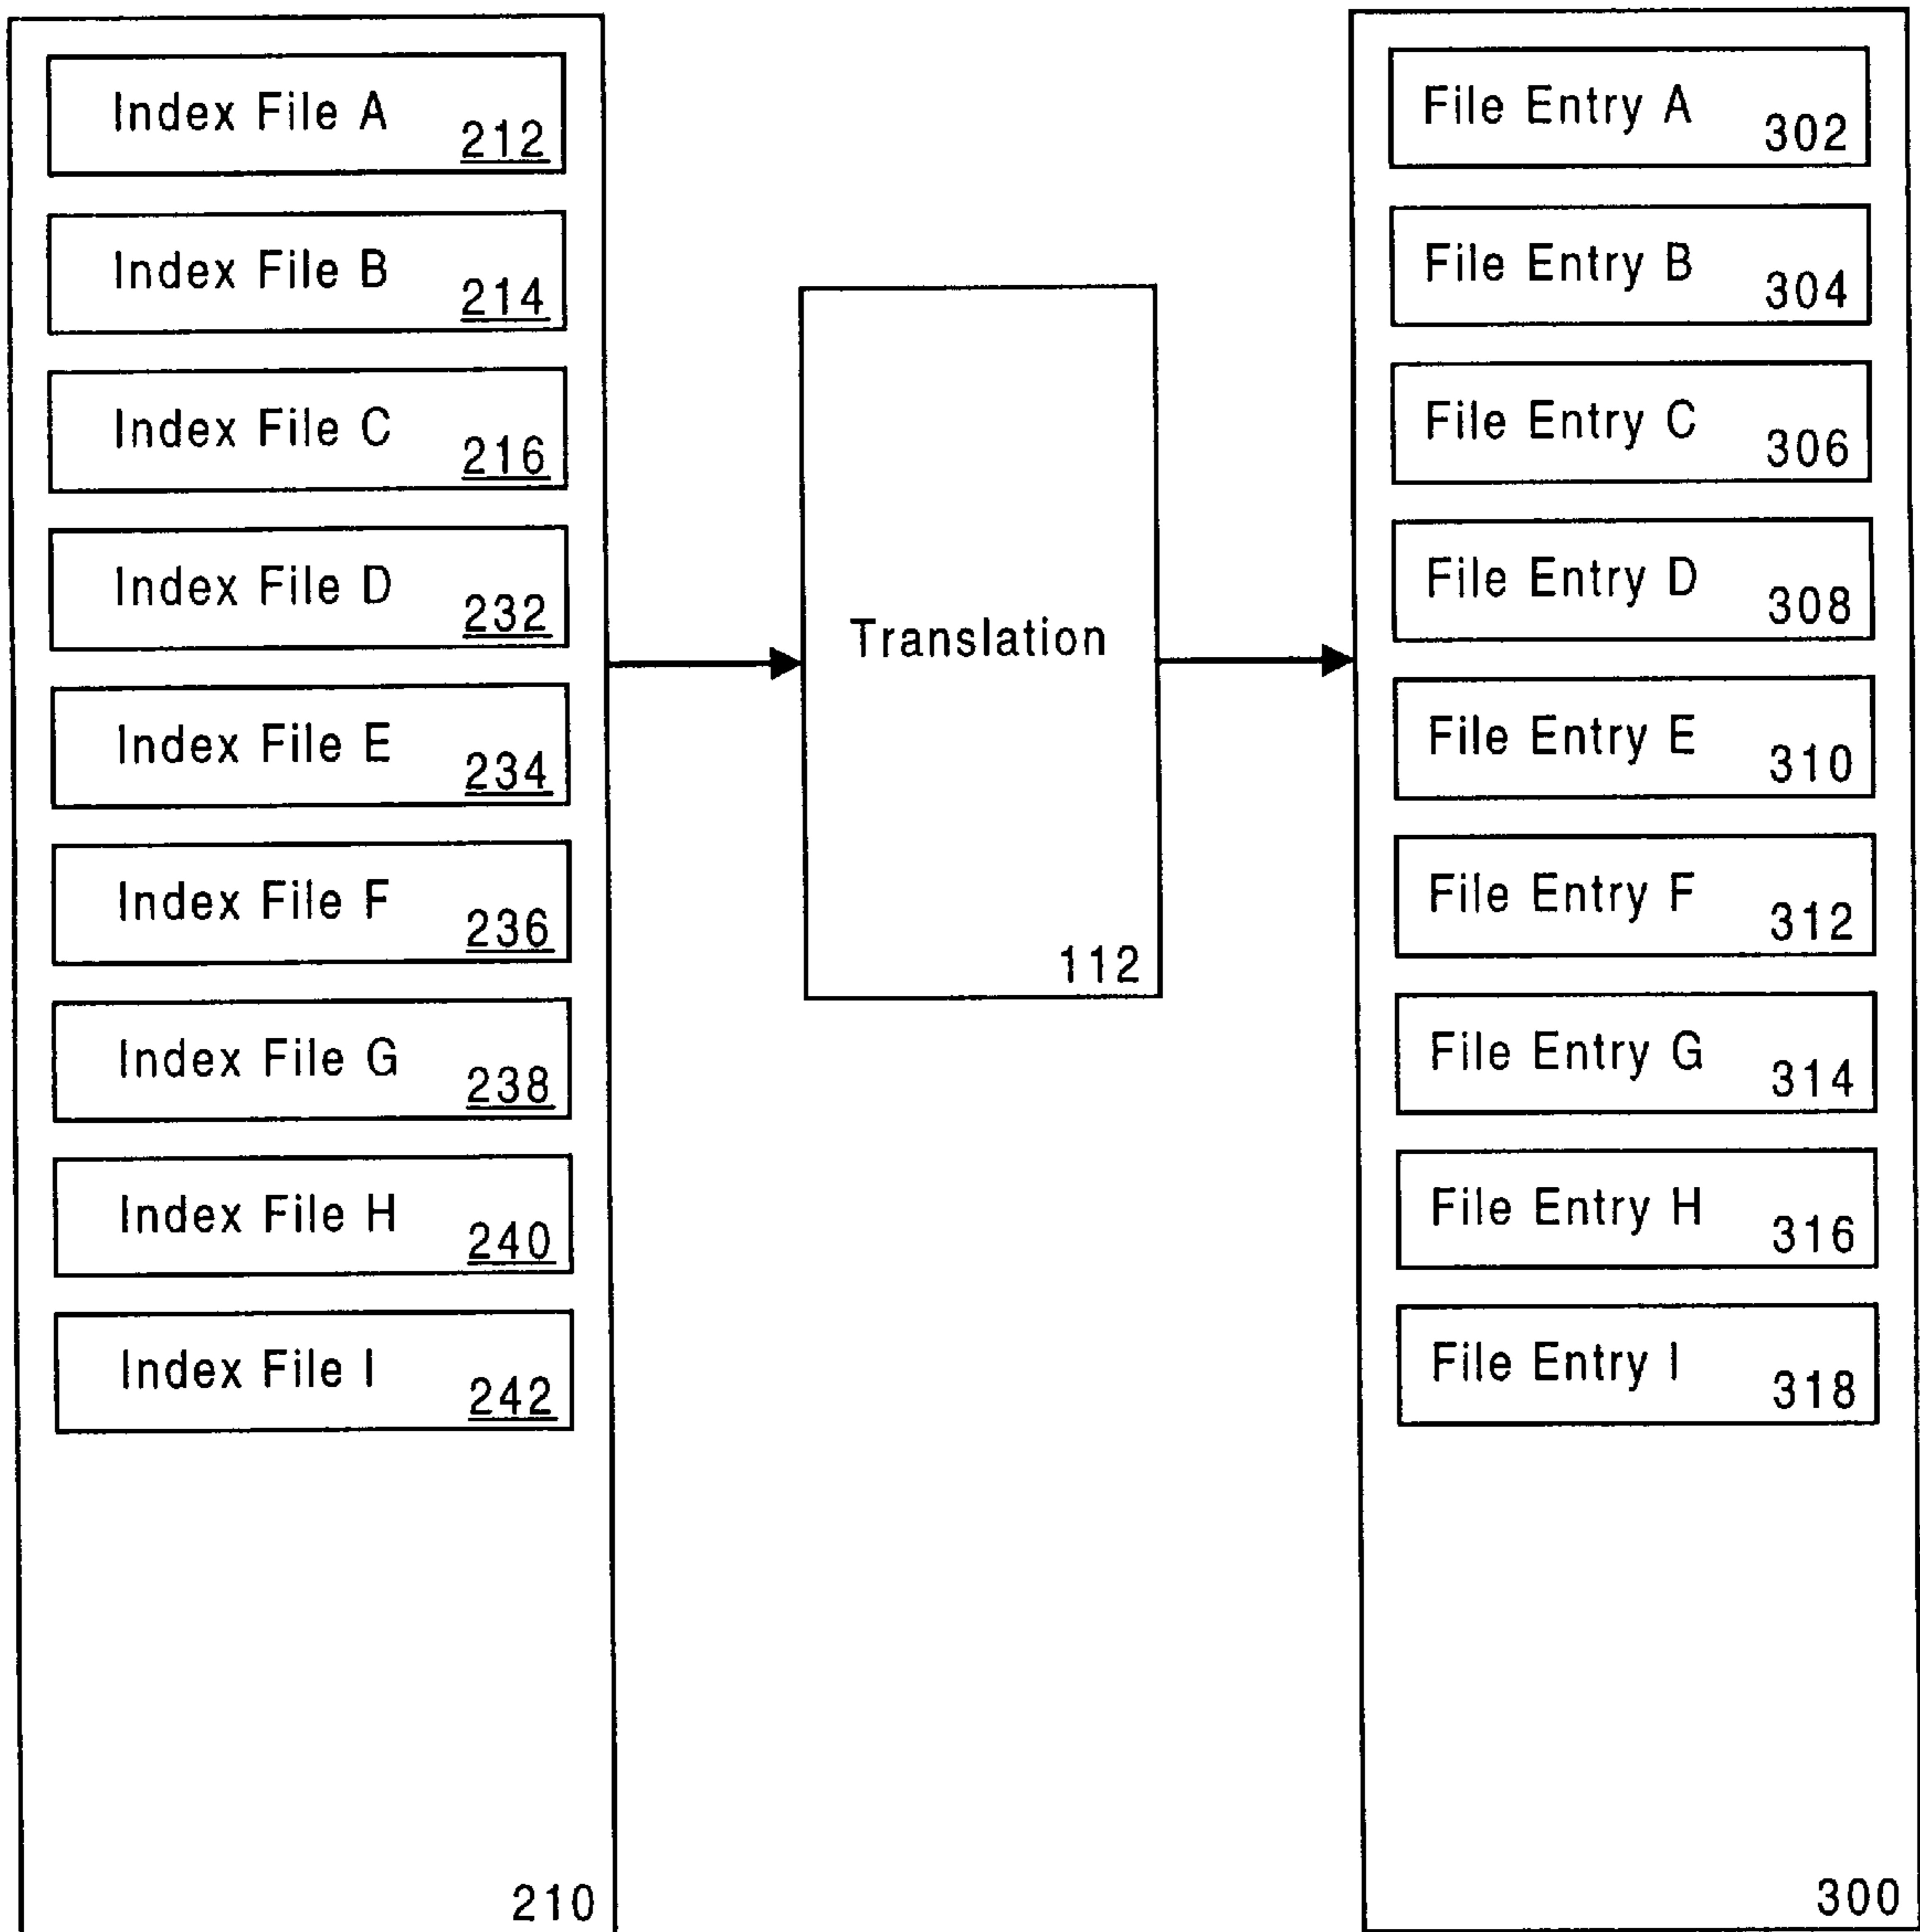 Index File A
212
Index File B
214
Index File C
216
Index File D
232
Index File E
234
Index File F
236
Index File G
238
Index File H
240
Index File I
242
210
Translation
112
File Entry A
302
File Entry B
304
File Entry C
306
File Entry D
308
File Entry E
310
File Entry F
312
File Entry G
314
File Entry H
316
File Entry I
318
300